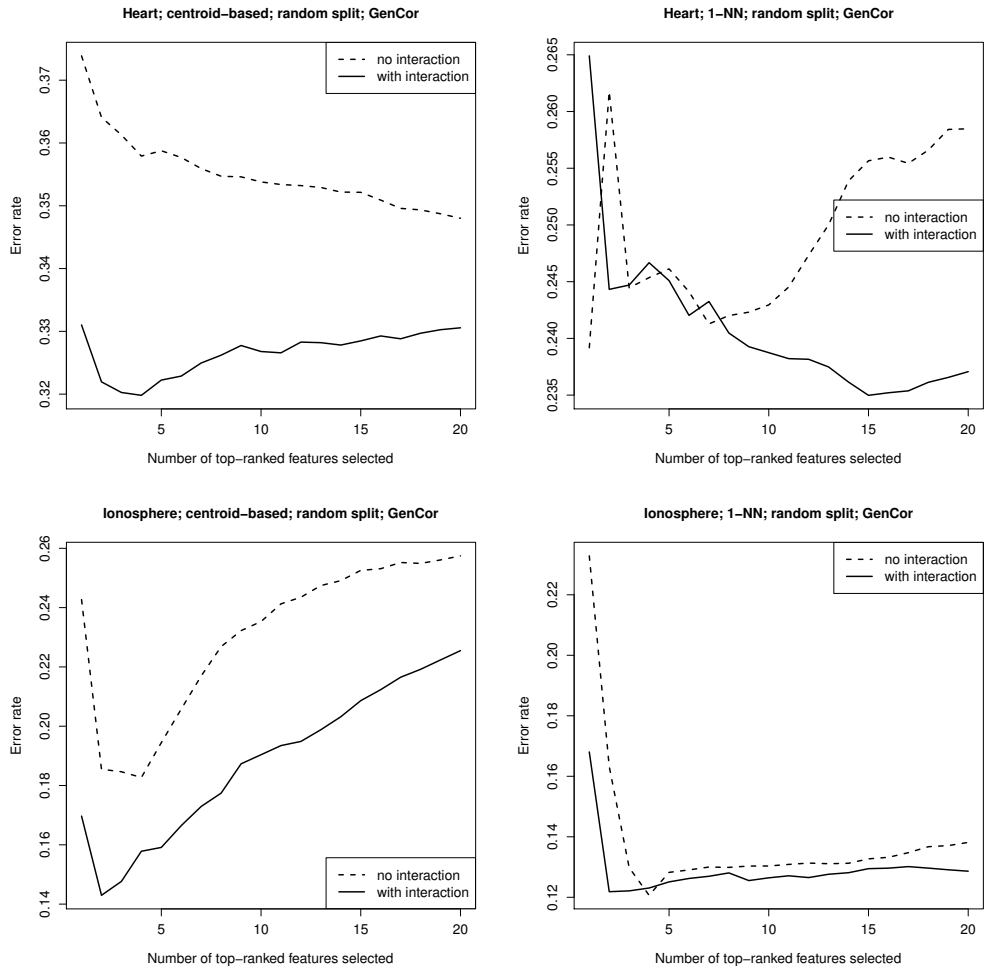 Heart; centroid−based; random split; GenCor
Error rate
0.37
0.36
0.35
0.34
0.33
0.32
no interaction
with interaction
5
10
15
20
Number of top−ranked features selected
Heart; 1−NN; random split; GenCor
Error rate
0.265
0.260
0.255
0.250
0.245
0.240
0.235
no interaction
with interaction
5
10
15
20
Number of top−ranked features selected
Ionosphere; centroid−based; random split; GenCor
Error rate
0.26
0.24
0.22
0.20
0.18
0.16
0.14
no interaction
with interaction
5
10
15
20
Number of top−ranked features selected
Ionosphere; 1−NN; random split; GenCor
Error rate
0.22
0.20
0.18
0.16
0.14
0.12
no interaction
with interaction
5
10
15
20
Number of top−ranked features selected